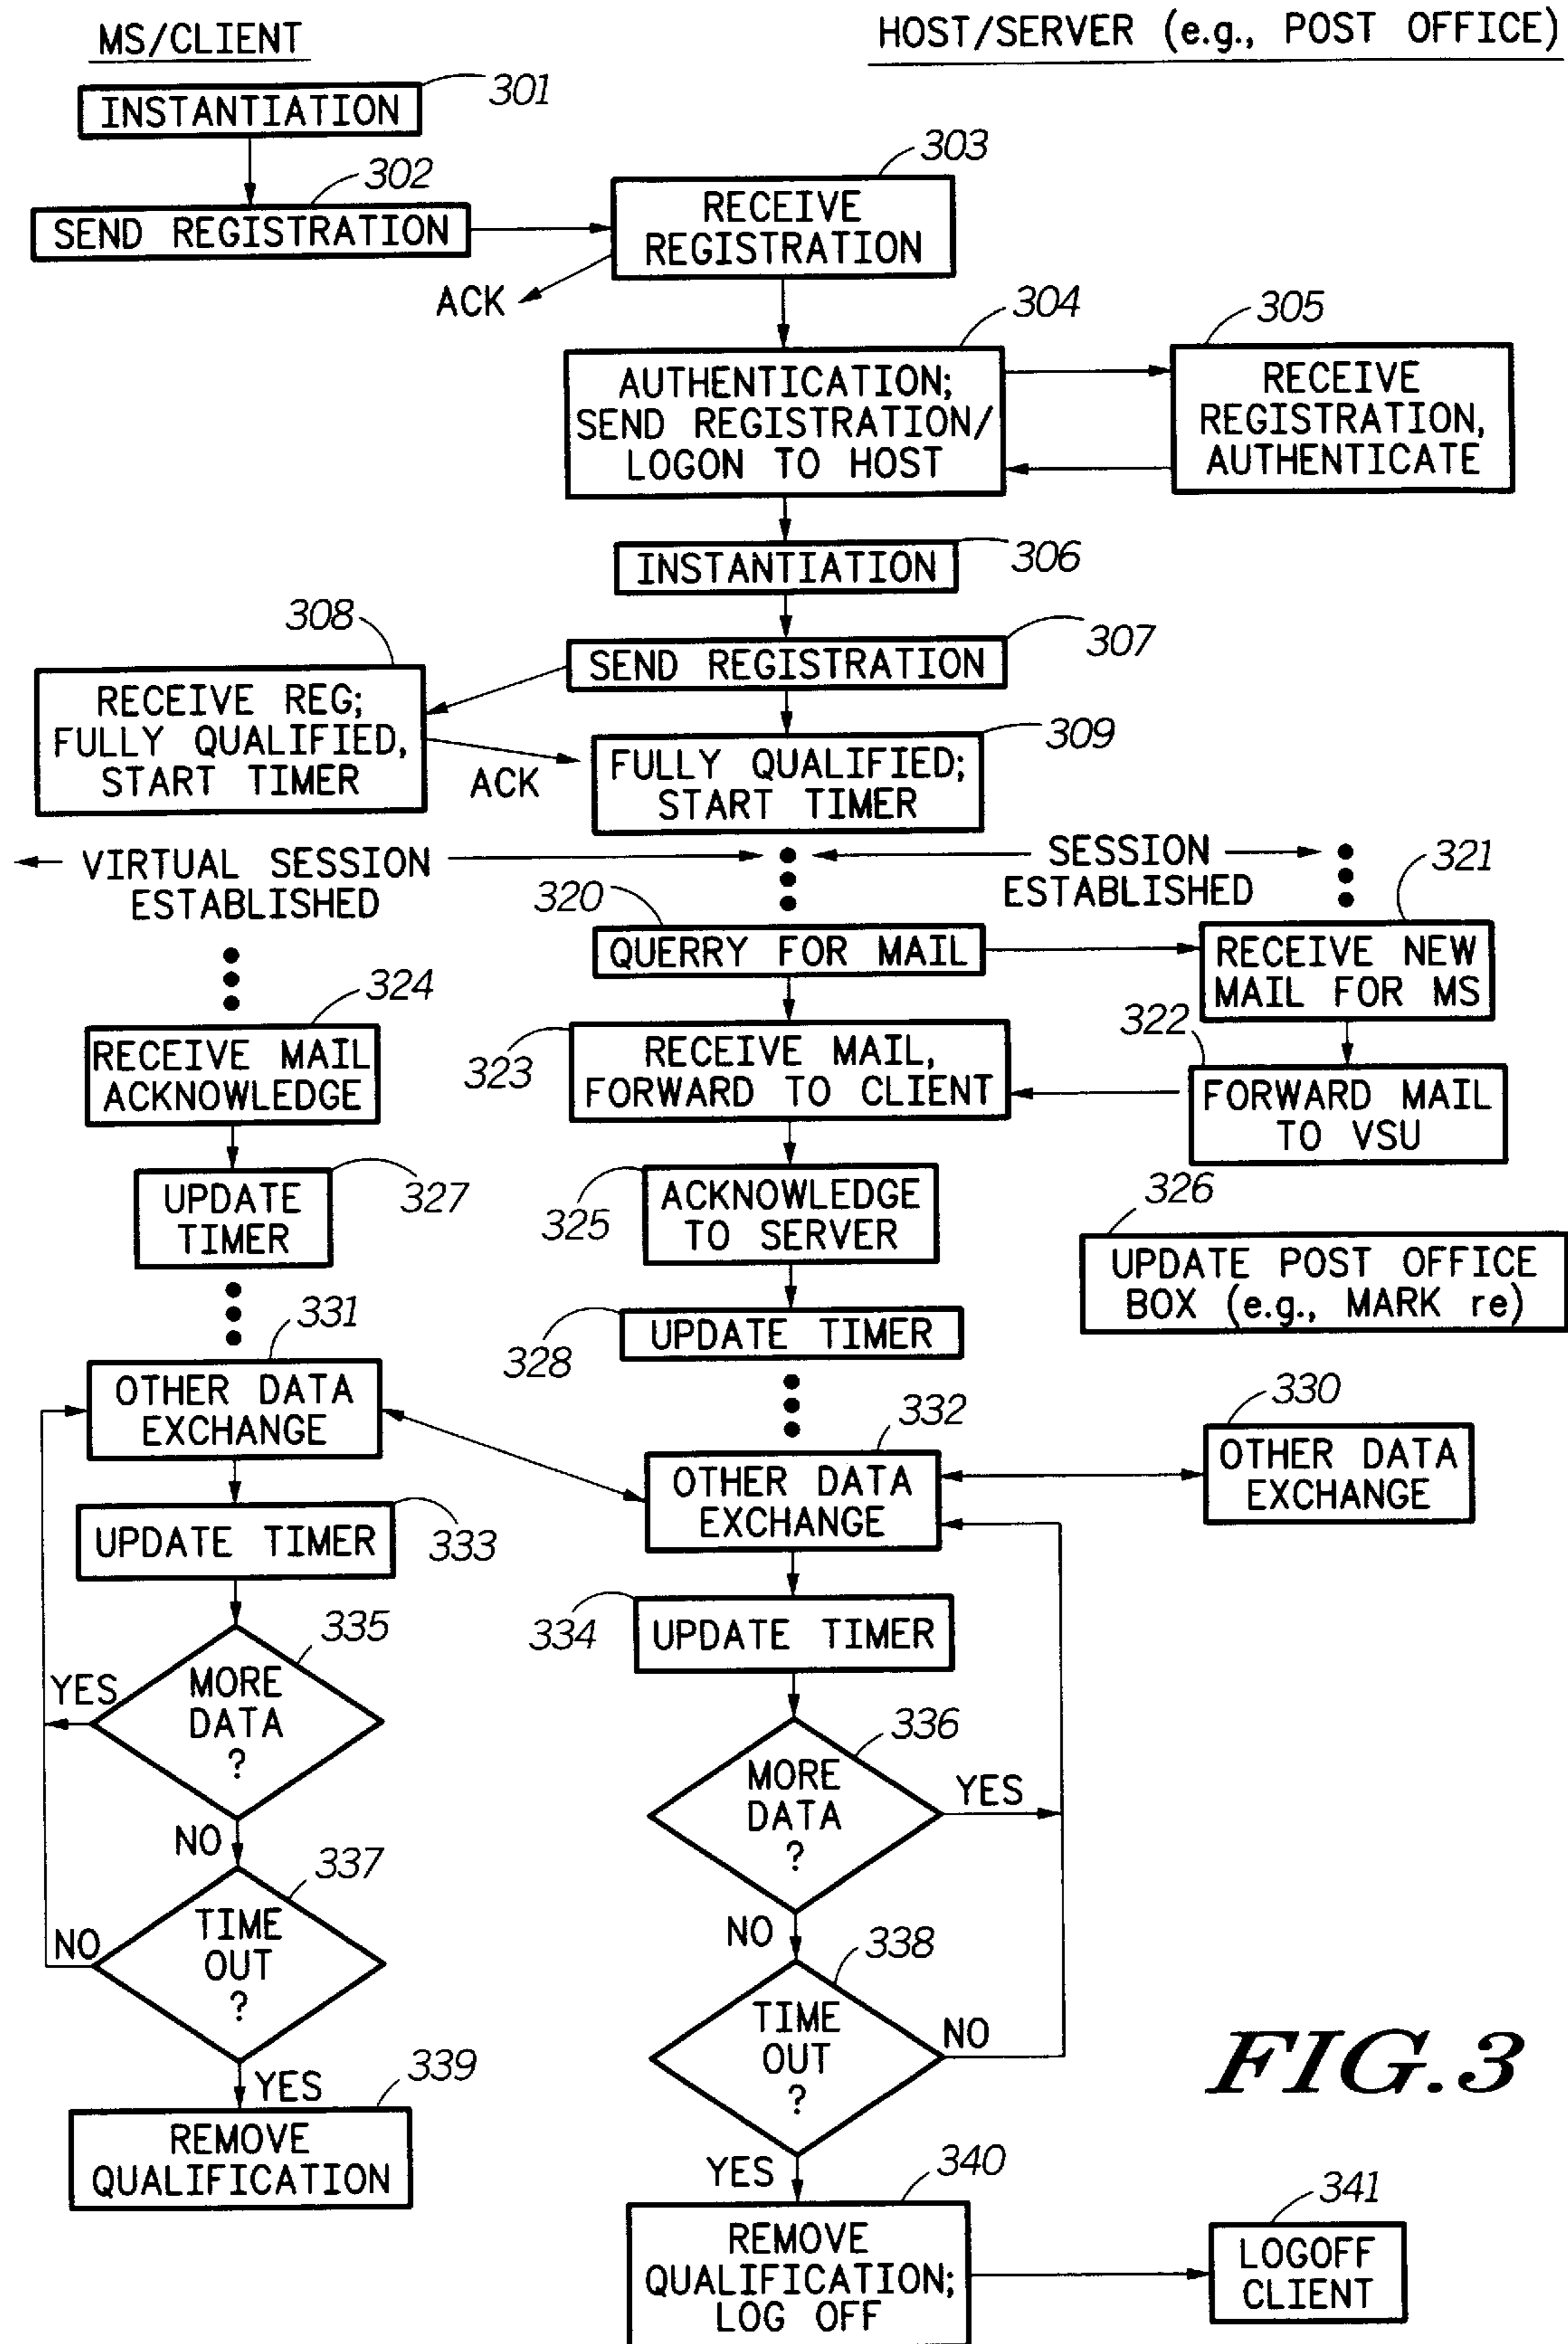 MS/CLIENT
HOST/SERVER (e.g., POST OFFICE)
301
INSTANTIATION
302
SEND REGISTRATION
303
RECEIVE
REGISTRATION
ACK
304
AUTHENTICATION;
SEND REGISTRATION/
LOGON TO HOST
305
RECEIVE
REGISTRATION,
AUTHENTICATE
306
INSTANTIATION
307
SEND REGISTRATION
308
RECEIVE REG;
FULLY QUALIFIED,
START TIMER
ACK
309
FULLY QUALIFIED;
START TIMER
VIRTUAL SESSION
ESTABLISHED
SESSION
ESTABLISHED
320
QUERRY FOR MAIL
321
RECEIVE NEW
MAIL FOR MS
322
FORWARD MAIL
TO VSU
323
RECEIVE MAIL,
FORWARD TO CLIENT
324
RECEIVE MAIL
ACKNOWLEDGE
325
ACKNOWLEDGE
TO SERVER
326
UPDATE POST OFFICE
BOX (e.g., MARK re)
327
UPDATE
TIMER
328
UPDATE TIMER
331
OTHER DATA
EXCHANGE
332
OTHER DATA
EXCHANGE
330
OTHER DATA
EXCHANGE
333
UPDATE TIMER
334
UPDATE TIMER
335
MORE
DATA
?
YES
NO
336
MORE
DATA
?
YES
NO
337
TIME
OUT
?
NO
YES
338
TIME
OUT
?
NO
YES
339
REMOVE
QUALIFICATION
340
REMOVE
QUALIFICATION;
LOG OFF
341
LOGOFF
CLIENT
FIG.3